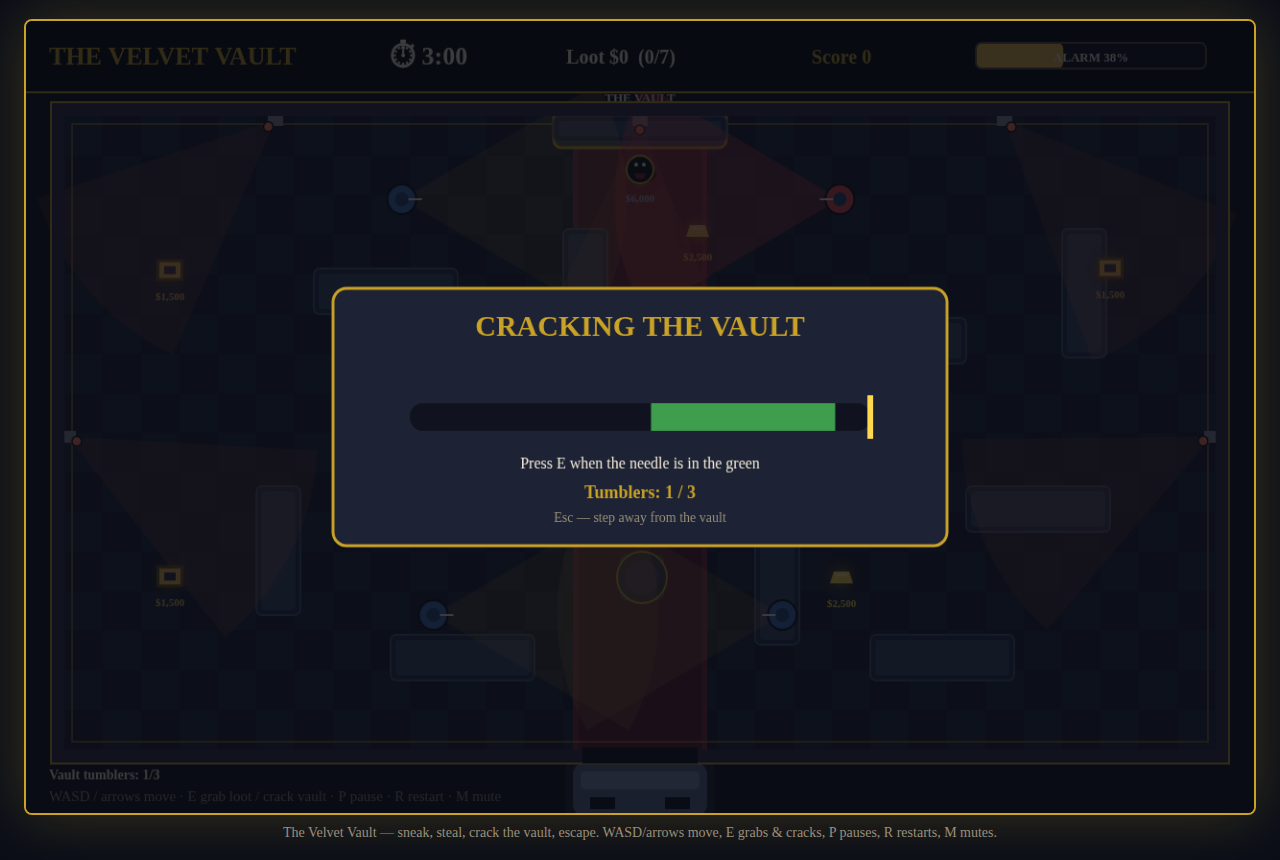 THE VELVET VAULT
⏱ 3:00
Loot $0 (0/7)
Score 0
ALARM 38%
THE VAULT
$6,000
$2,500
$1,500
$1,500
CRACKING THE VAULT
Press E when the needle is in the green
Tumblers: 1 / 3
Esc — step away from the vault
$1,500
$2,500
Vault tumblers: 1/3
WASD / arrows move · E grab loot / crack vault · P pause · R restart · M mute
The Velvet Vault — sneak, steal, crack the vault, escape. WASD/arrows move, E grabs & cracks, P pauses, R restarts, M mutes.